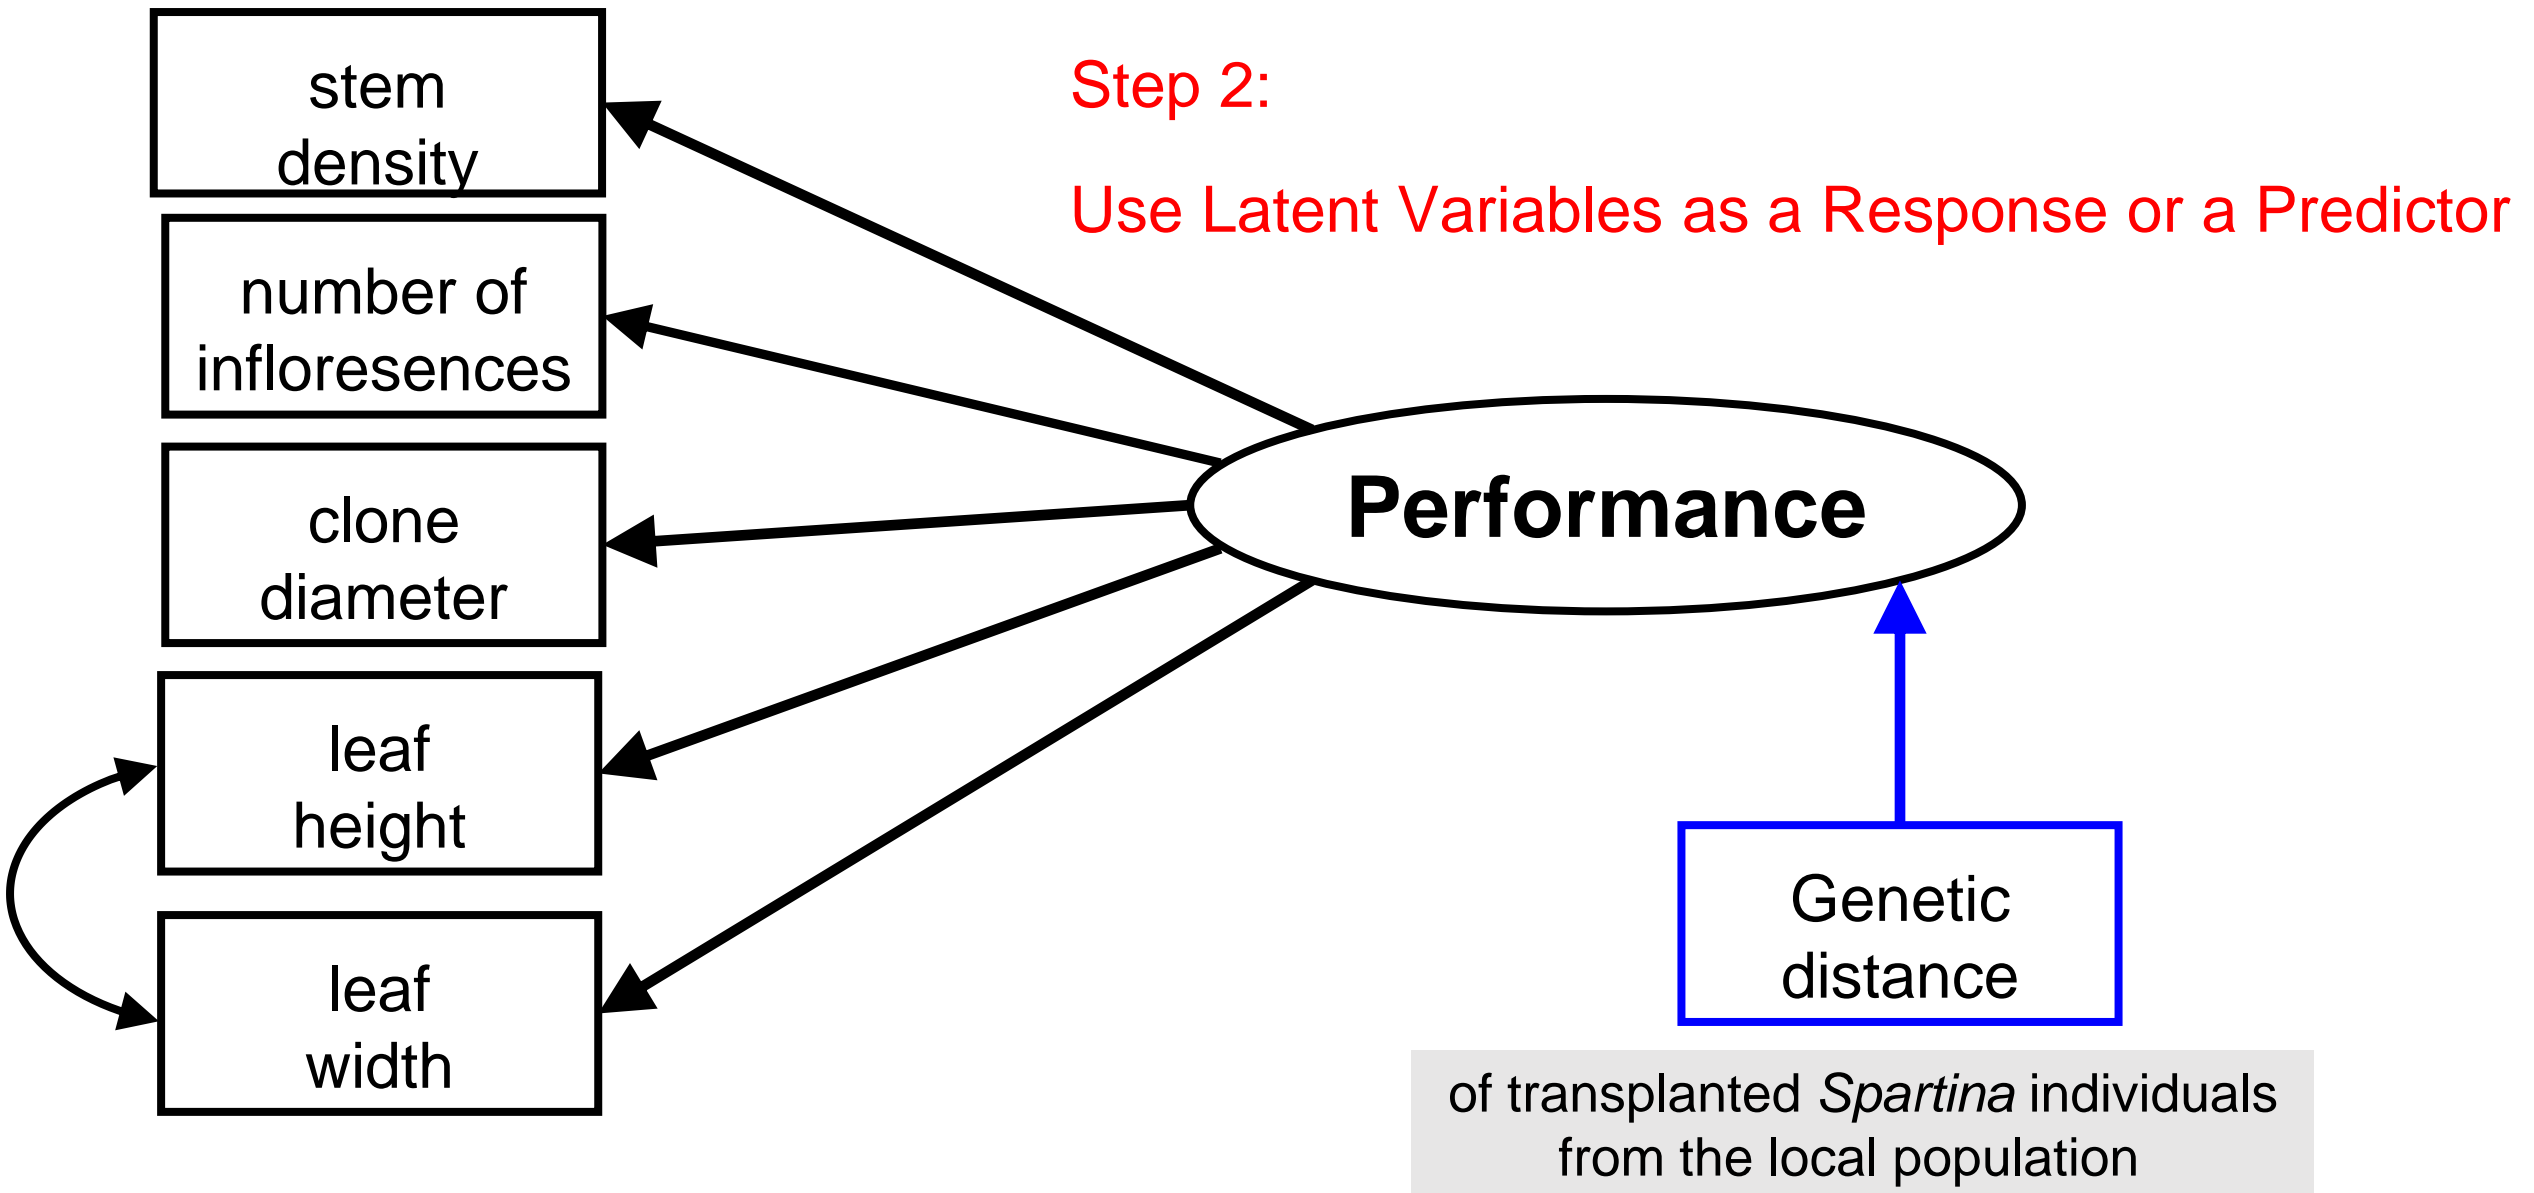 stem
density
Step 2:
Use Latent Variables as a Response or a Predictor
number of
infloresences
clone
diameter
Performance
leaf
height
leaf
width
Genetic
distance
of transplanted Spartina individuals
from the local population